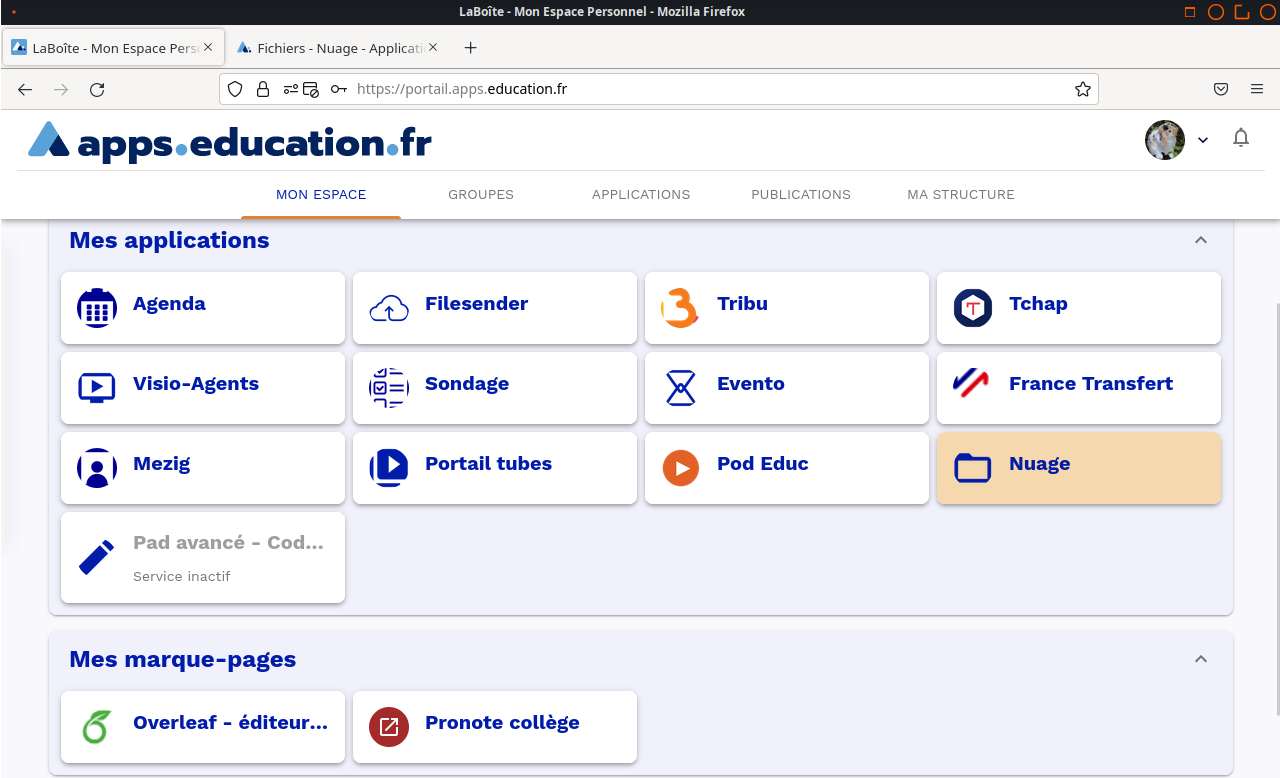 LaBoîte - Mon Espace Personnel - Mozilla Firefox
LaBoîte - Mon Espace Pers
Fichiers - Nuage - Applicati
https://portail.apps.education.fr
apps.education.fr
MON ESPACE GROUPES APPLICATIONS PUBLICATIONS MA STRUCTURE
Mes applications
Agenda Filesender Tribu Tchap
Visio-Agents Sondage Evento France Transfert
Mezig Portail tubes Pod Educ Nuage
Pad avancé - Cod...
Service inactif
Mes marque-pages
Overleaf - éditeur... Pronote collège